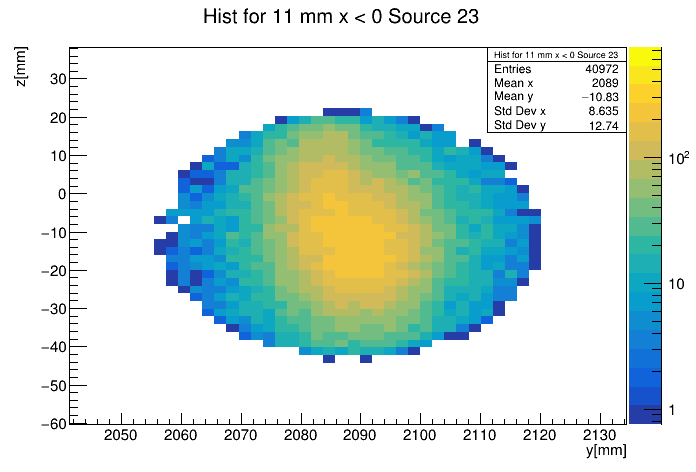 Hist for 11 mm x < 0 Source 23
z[mm]
Hist for 11 mm x < 0 Source 23
Entries 40972
Mean x 2089
Mean y −10.83
Std Dev x 8.635
Std Dev y 12.74
30
20
10
0
−10
−20
−30
−40
−50
−60
10²
10
1
2050 2060 2070 2080 2090 2100 2110 2120 2130
y[mm]